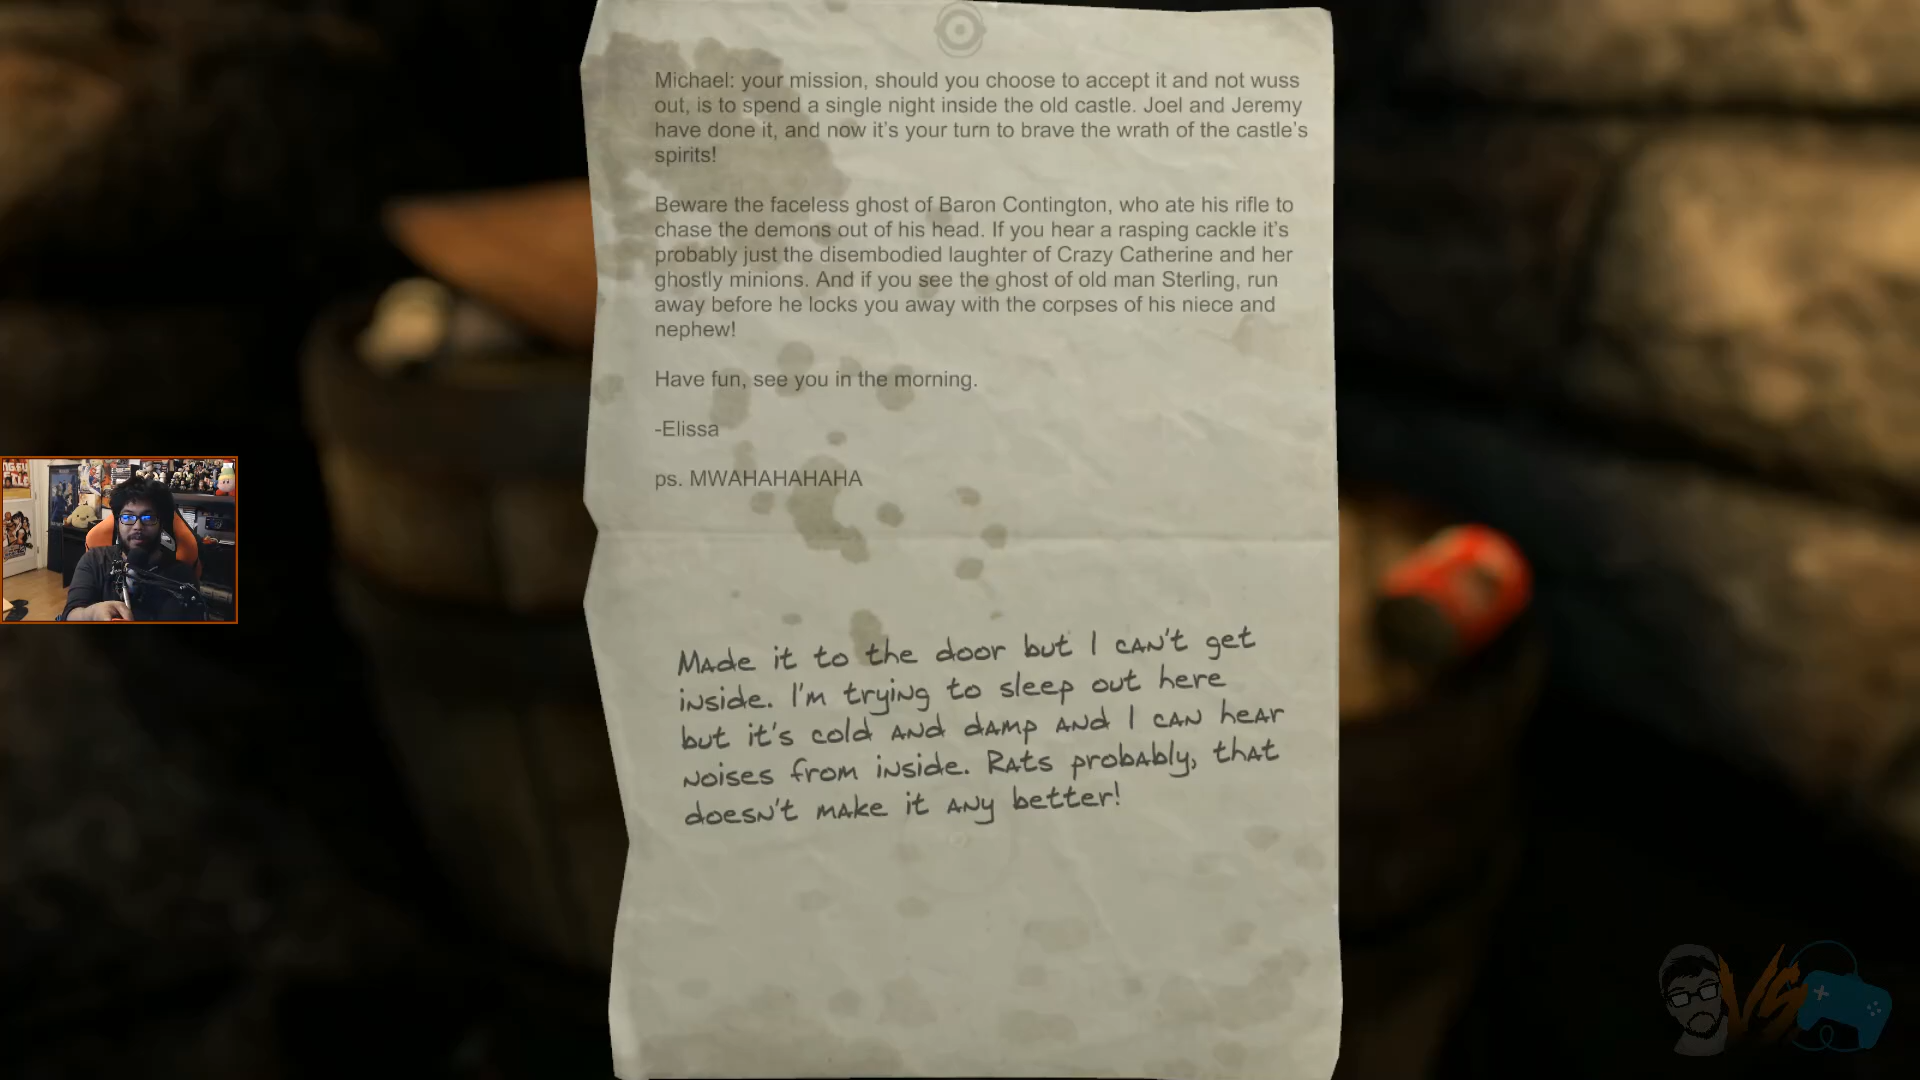 Michael: your mission, should you choose to accept it and not wuss
out, is to spend a single night inside the old castle. Joel and Jeremy
have done it, and now it's your turn to brave the wrath of the castle's
spirits!
Beware the faceless ghost of Baron Contington, who ate his rifle to
chase the demons out of his head. If you hear a rasping cackle it's
probably just the disembodied laughter of Crazy Catherine and her
ghostly minions. And if you see the ghost of old man Sterling, run
away before he locks you away with the corpses of his niece and
nephew!
Have fun, see you in the morning.
-Elissa
ps. MWAHAHAHAHA
Made it to the door but I can't get
inside. I'm trying to sleep out here
but it's cold and damp and I can hear
noises from inside. Rats probably, that
doesn't make it any better!
VS